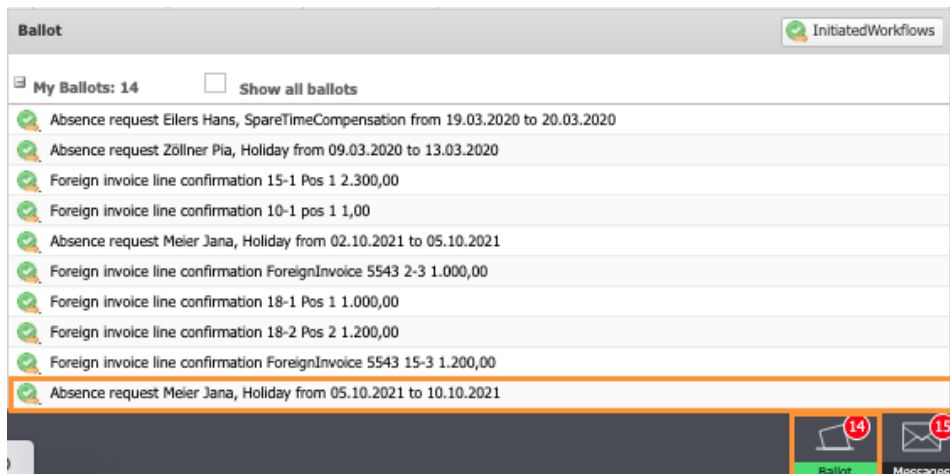 Ballot
InitiatedWorkflows
My Ballots: 14
Show all ballots
Absence request Eilers Hans, SpareTimeCompensation from 19.03.2020 to 20.03.2020
Absence request Zöllner Pia, Holiday from 09.03.2020 to 13.03.2020
Foreign invoice line confirmation 15-1 Pos 1 2.300,00
Foreign invoice line confirmation 10-1 pos 1 1,00
Absence request Meier Jana, Holiday from 02.10.2021 to 05.10.2021
Foreign invoice line confirmation ForeignInvoice 5543 2-3 1.000,00
Foreign invoice line confirmation 18-1 Pos 1 1.000,00
Foreign invoice line confirmation 18-2 Pos 2 1.200,00
Foreign invoice line confirmation ForeignInvoice 5543 15-3 1.200,00
Absence request Meier Jana, Holiday from 05.10.2021 to 10.10.2021
14
15
Ballot
Messages